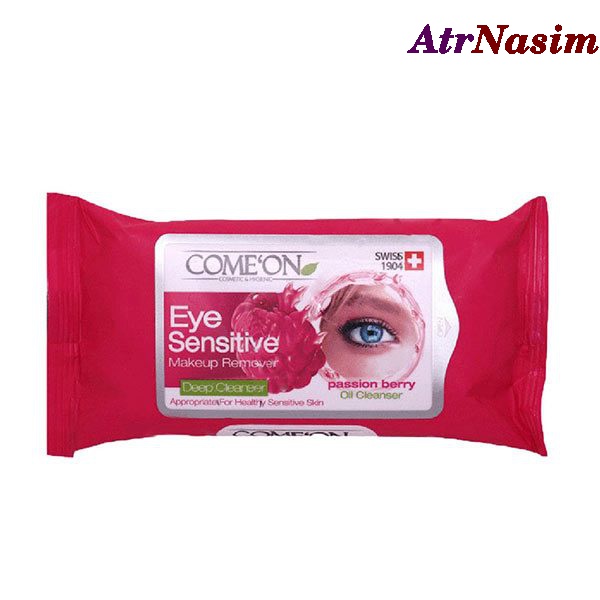 AtrNasim
COME'ON
COSMETIC & HYGIENIC
SWISS
1904
Eye
Sensitive
Makeup Remover
Deep Cleanser
Appropriate For Healthy Sensitive Skin
passion berry
Oil Cleanser
COME'ON